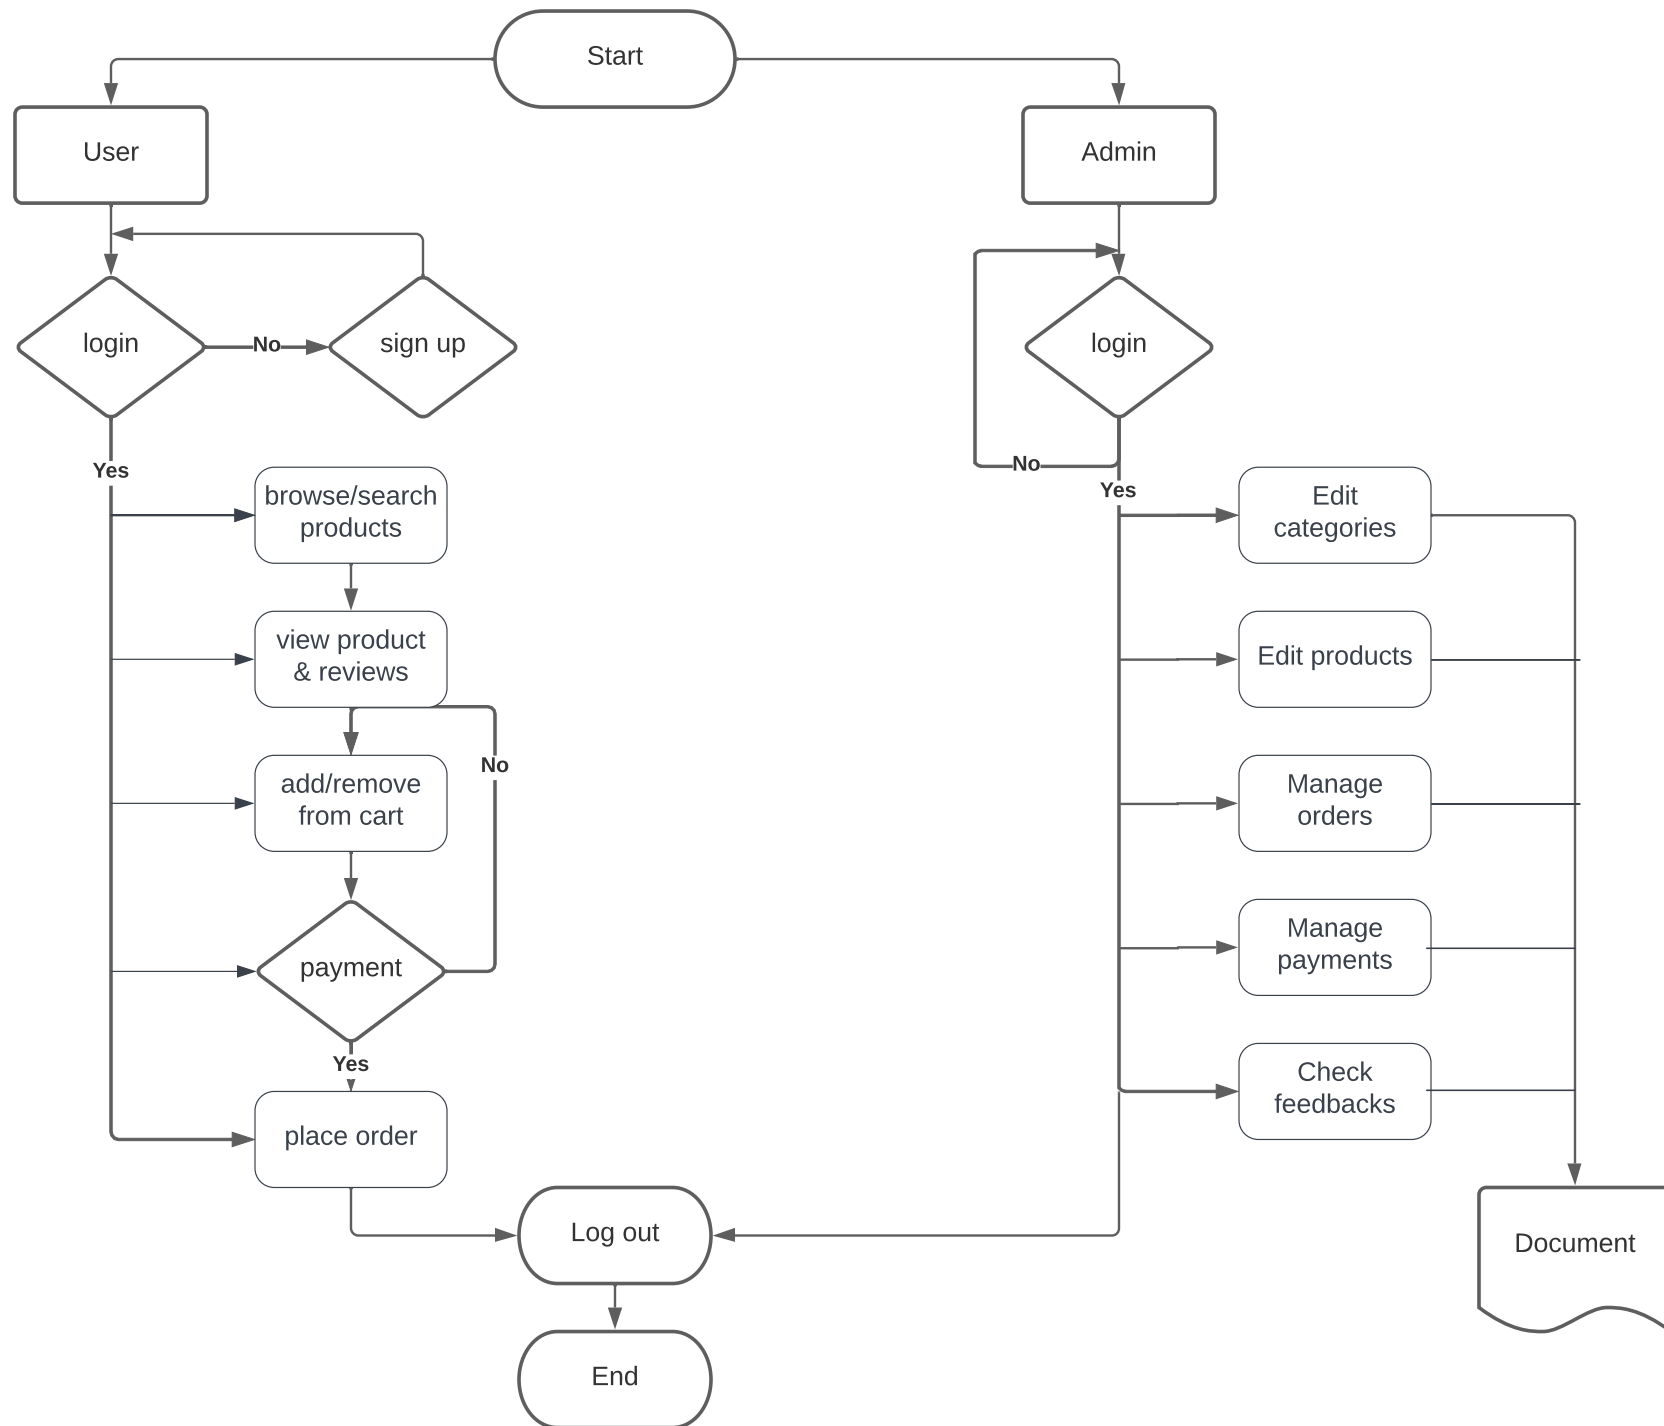 Start
User
Admin
login
No
sign up
login
Yes
No
Yes
browse/search
products
Edit
categories
view product
& reviews
Edit products
add/remove
from cart
No
Manage
orders
payment
Manage
payments
Yes
Check
feedbacks
place order
Log out
Document
End